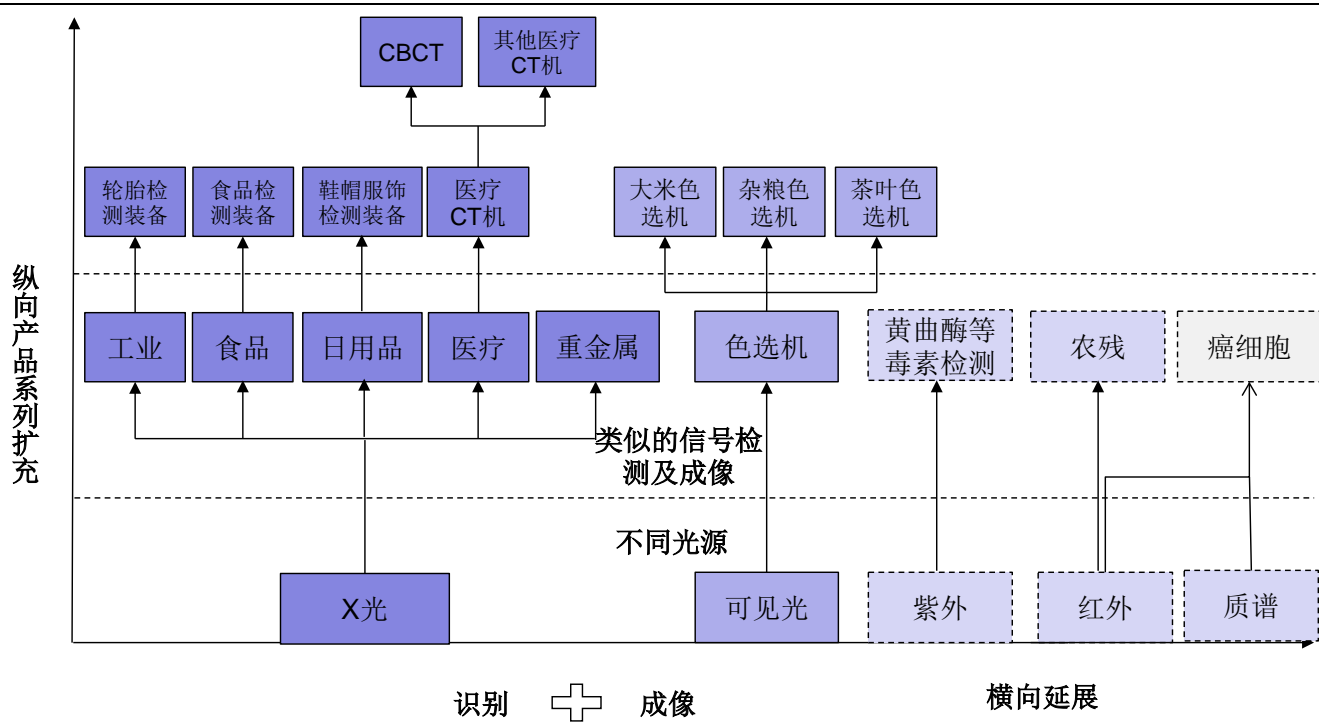 CBCT
其他医疗
CT机
轮胎检
测装备
食品检
测装备
鞋帽服饰
检测装备
医疗
CT机
大米色
选机
杂粮色
选机
茶叶色
选机
纵向产品系列扩充
工业
食品
日用品
医疗
重金属
色选机
黄曲酶等
毒素检测
农残
癌细胞
类似的信号检
测及成像
不同光源
X光
可见光
紫外
红外
质谱
识别
成像
横向延展